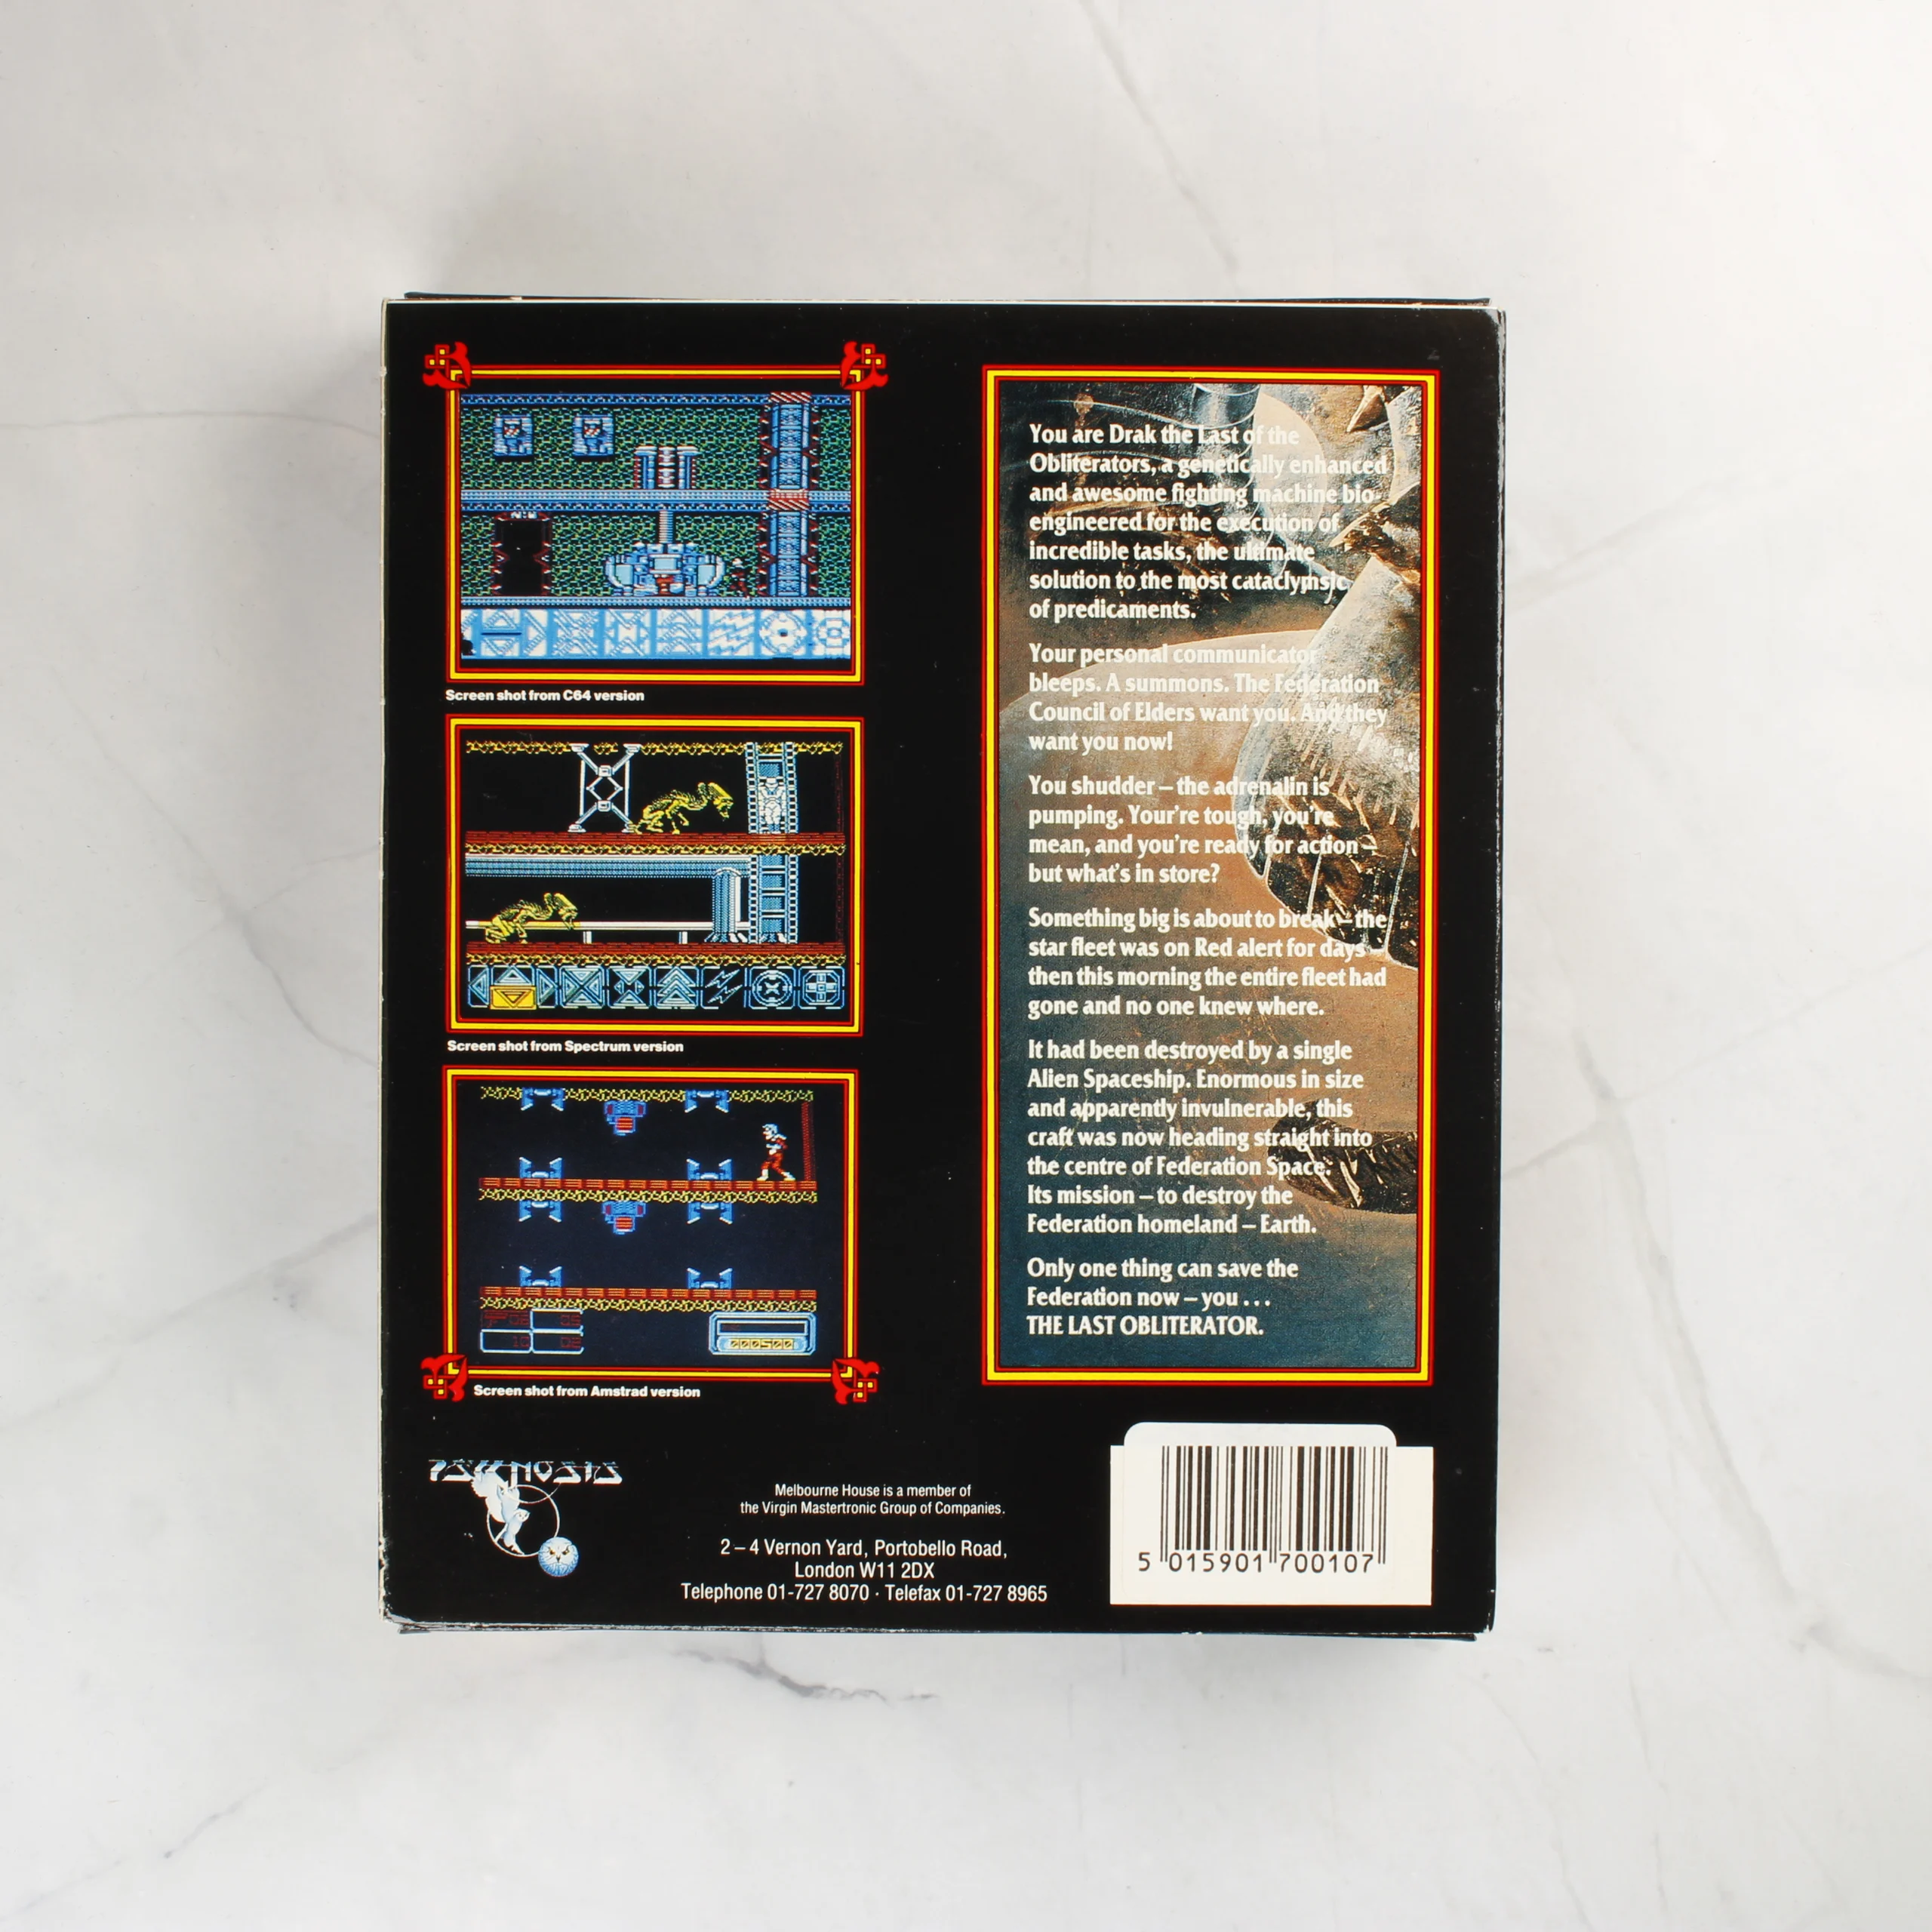 Screen shot from C64 version
Screen shot from Spectrum version
000500
Screen shot from Amstrad version
You are Drak the Last of the
Obliterators, a genetically enhanced
and awesome fighting machine bio-
engineered for the execution of
incredible tasks, the ultimate
solution to the most cataclymsic
of predicaments.
Your personal communicator
bleeps. A summons. The Federation
Council of Elders want you. And they
want you now!
You shudder – the adrenalin is
pumping. Your're tough, you're
mean, and you're ready for action –
but what's in store?
Something big is about to break – the
star fleet was on Red alert for days
then this morning the entire fleet had
gone and no one knew where.
It had been destroyed by a single
Alien Spaceship. Enormous in size
and apparently invulnerable, this
craft was now heading straight into
the centre of Federation Space.
Its mission – to destroy the
Federation homeland – Earth.
Only one thing can save the
Federation now – you . . .
THE LAST OBLITERATOR.
PSYGNOSIS
Melbourne House is a member of
the Virgin Mastertronic Group of Companies.
2 – 4 Vernon Yard, Portobello Road,
London W11 2DX
Telephone 01-727 8070 · Telefax 01-727 8965
5 015901 700107